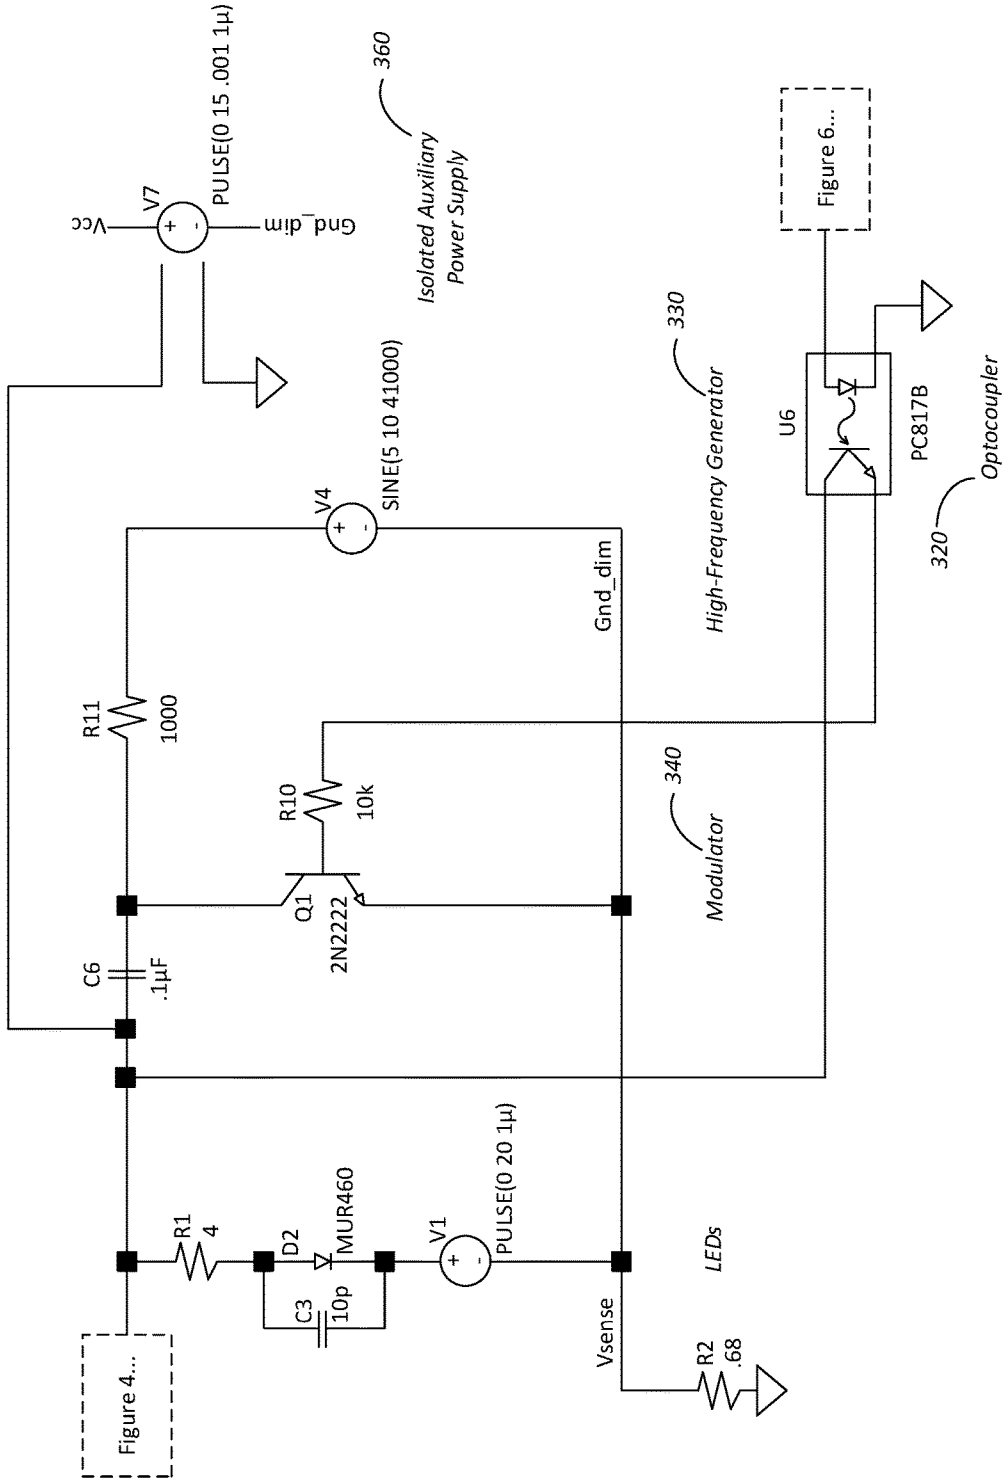 Figure 4...
R1
4
C3
10p
D2
MUR460
V1
PULSE(0 20 1µ)
Vsense
R2
.68
LEDs
C6
.1µF
Q1
2N2222
R10
10k
R11
1000
V4
+
-
SINE(5 10 41000)
Gnd_dim
Modulator
340
High-Frequency Generator
330
Vcc
V7
+
-
PULSE(0 15 .001 1µ)
Gnd_dim
Isolated Auxiliary
Power Supply
360
+
-
U6
PC817B
320
Optocoupler
Figure 6...